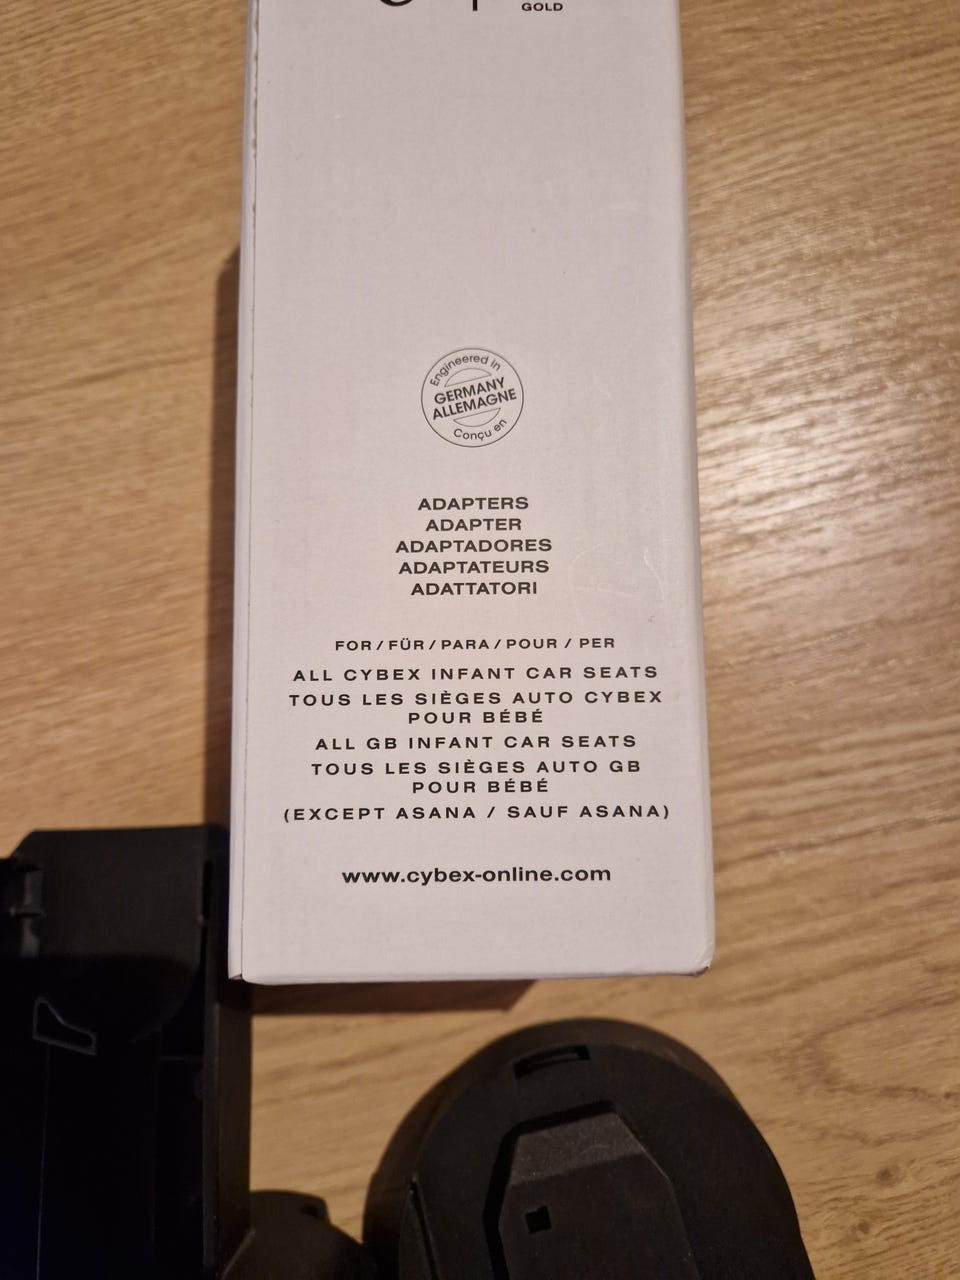 GOLD
Engineered in
GERMANY
ALLEMAGNE
Conçu en
ADAPTERS
ADAPTER
ADAPTADORES
ADAPTATEURS
ADATTATORI
FOR / FÜR / PARA / POUR / PER
ALL CYBEX INFANT CAR SEATS
TOUS LES SIÈGES AUTO CYBEX
POUR BÉBÉ
ALL GB INFANT CAR SEATS
TOUS LES SIÈGES AUTO GB
POUR BÉBÉ
(EXCEPT ASANA / SAUF ASANA)
www.cybex-online.com